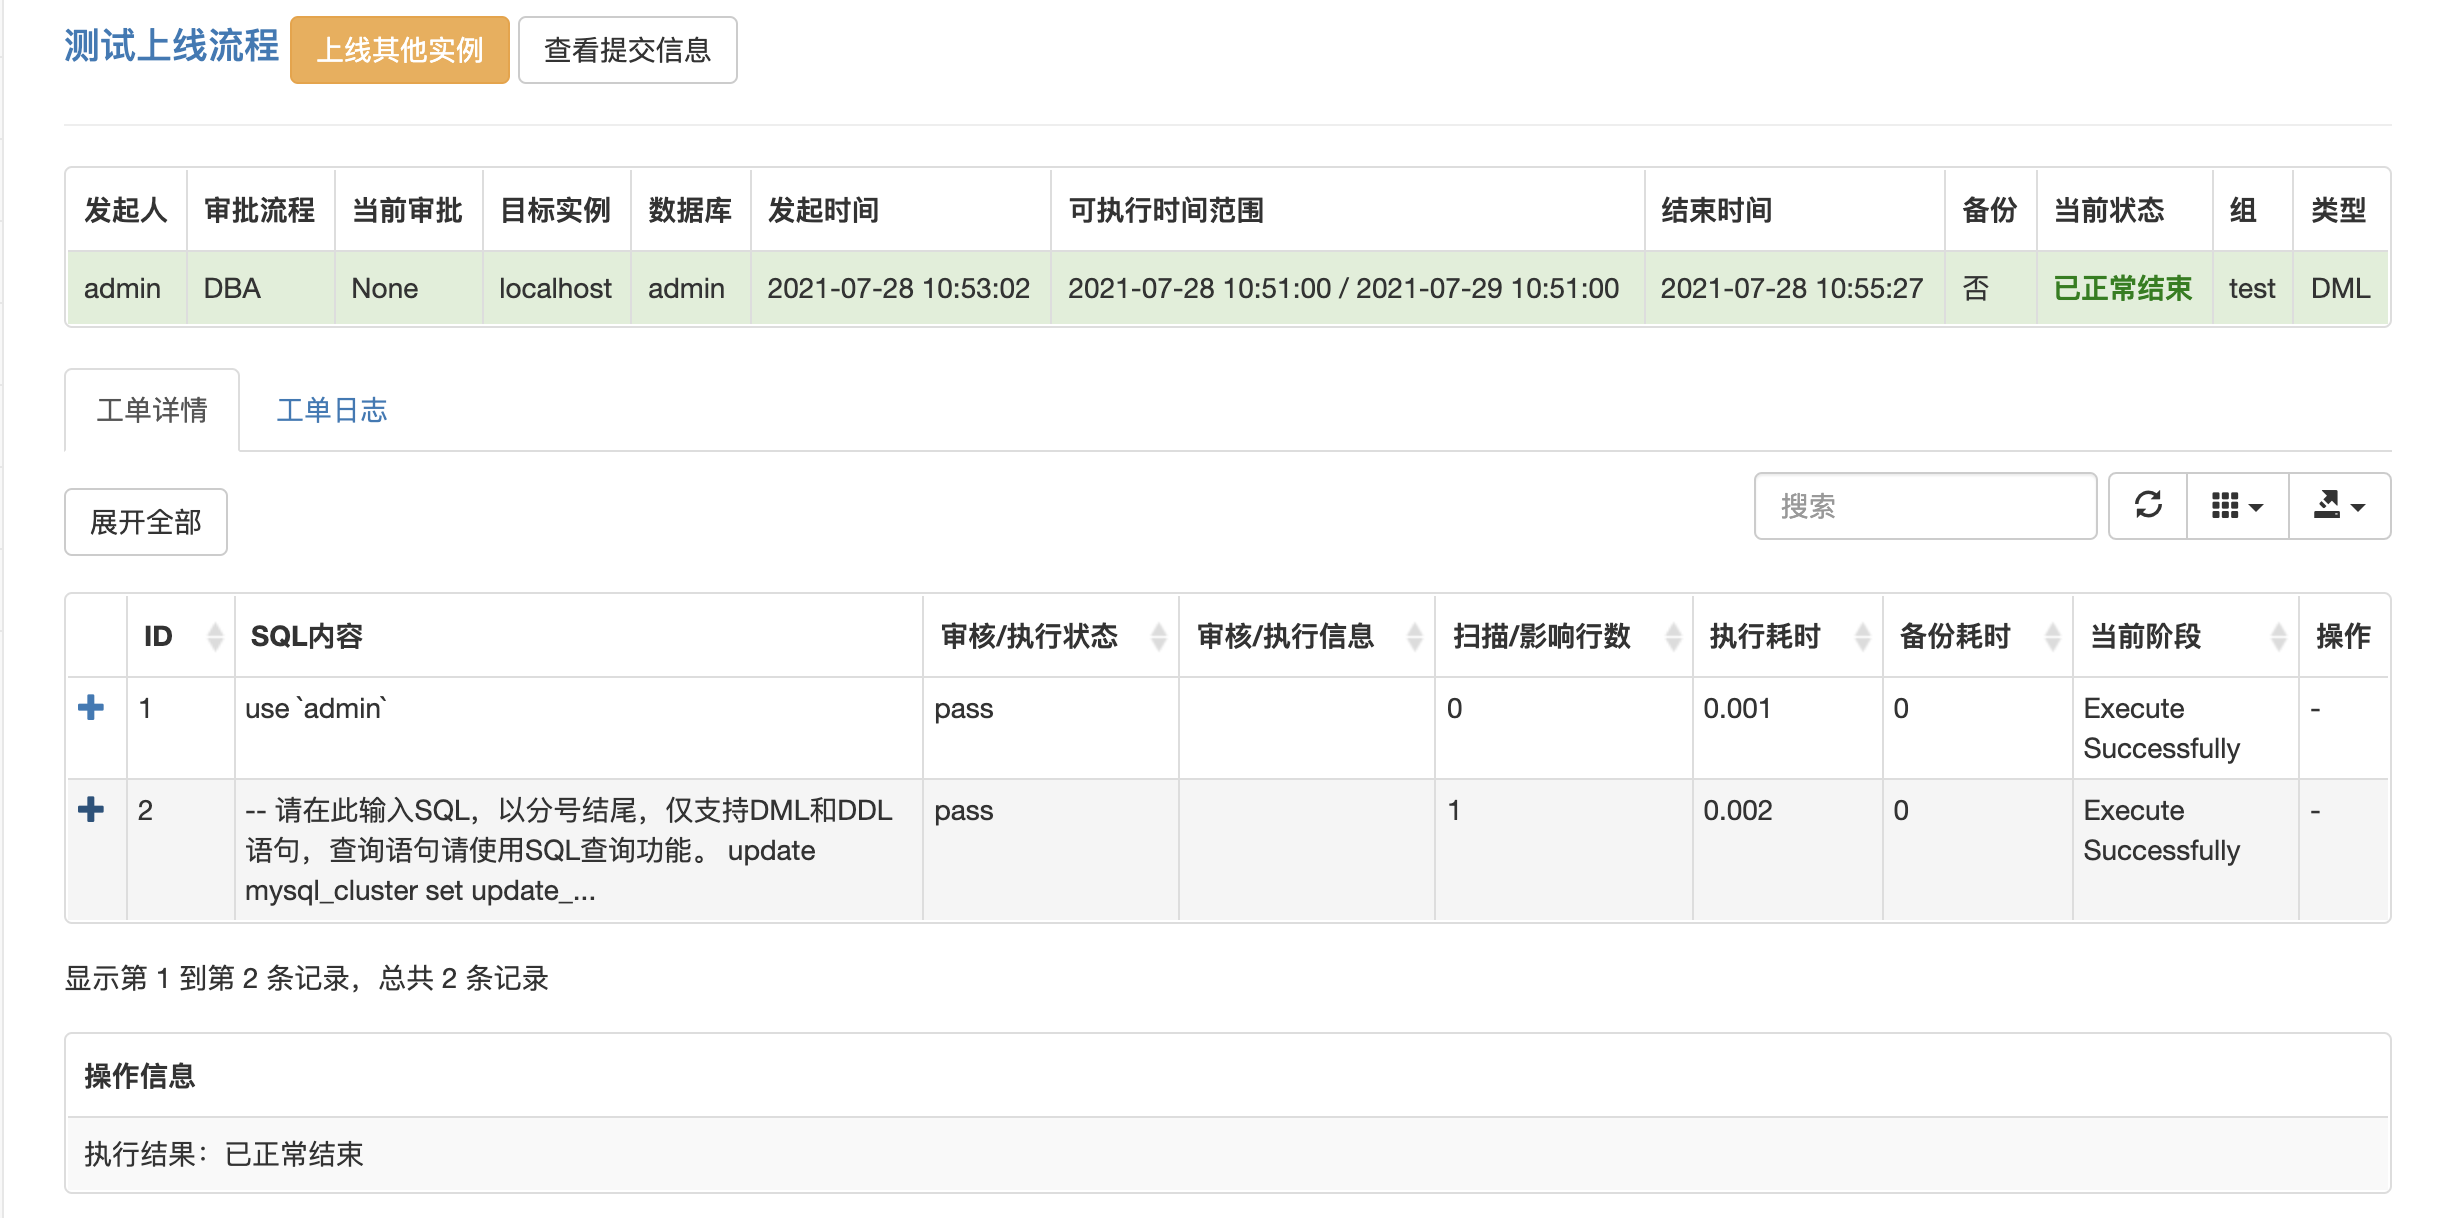 测试上线流程 上线其他实例 查看提交信息
发起人 审批流程 当前审批 目标实例 数据库 发起时间 可执行时间范围 结束时间 备份 当前状态 组 类型
admin DBA None localhost admin 2021-07-28 10:53:02 2021-07-28 10:51:00 / 2021-07-29 10:51:00 2021-07-28 10:55:27 否 已正常结束 test DML
工单详情 工单日志
展开全部 搜索
ID SQL内容 审核/执行状态 审核/执行信息 扫描/影响行数 执行耗时 备份耗时 当前阶段 操作
1 use `admin` pass 0 0.001 0 Execute Successfully -
2 -- 请在此输入SQL，以分号结尾，仅支持DML和DDL pass 1 0.002 0 Execute -
语句，查询语句请使用SQL查询功能。 update Successfully
mysql_cluster set update_...
显示第 1 到第 2 条记录，总共 2 条记录
操作信息
执行结果：已正常结束